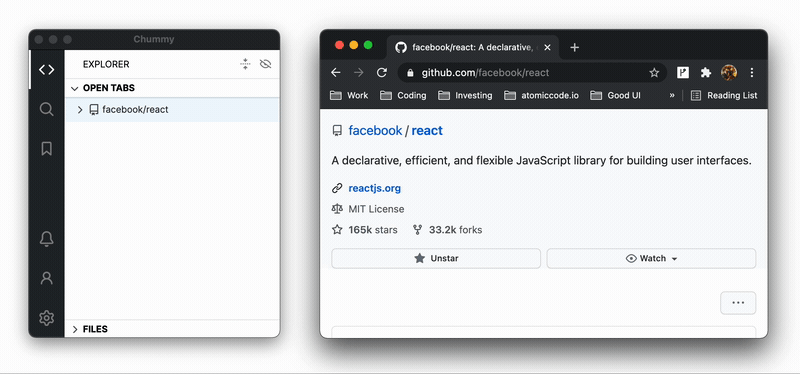 Chummy
EXPLORER
OPEN TABS
facebook/react
FILES
facebook/react: A declarative,
github.com/facebook/react
Work Coding Investing atomiccode.io Good UI » Reading List
facebook / react
A declarative, efficient, and flexible JavaScript library for building user interfaces.
reactjs.org
MIT License
165k stars 33.2k forks
Unstar Watch